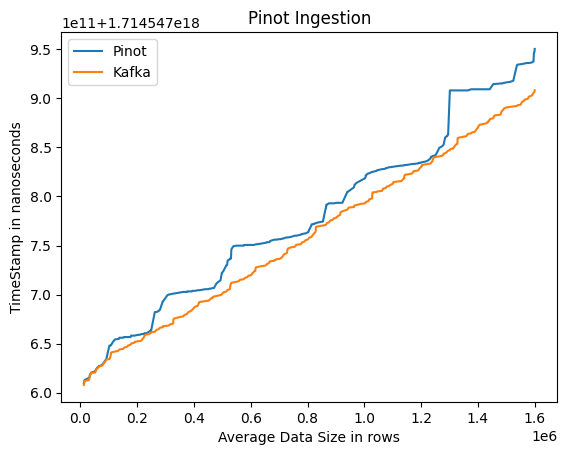 Pinot Ingestion
1e11+1.714547e18
Pinot
Kafka
9.5
9.0
8.5
8.0
7.5
7.0
6.5
6.0
TimeStamp in nanoseconds
0.0 0.2 0.4 0.6 0.8 1.0 1.2 1.4 1.6
1e6
Average Data Size in rows